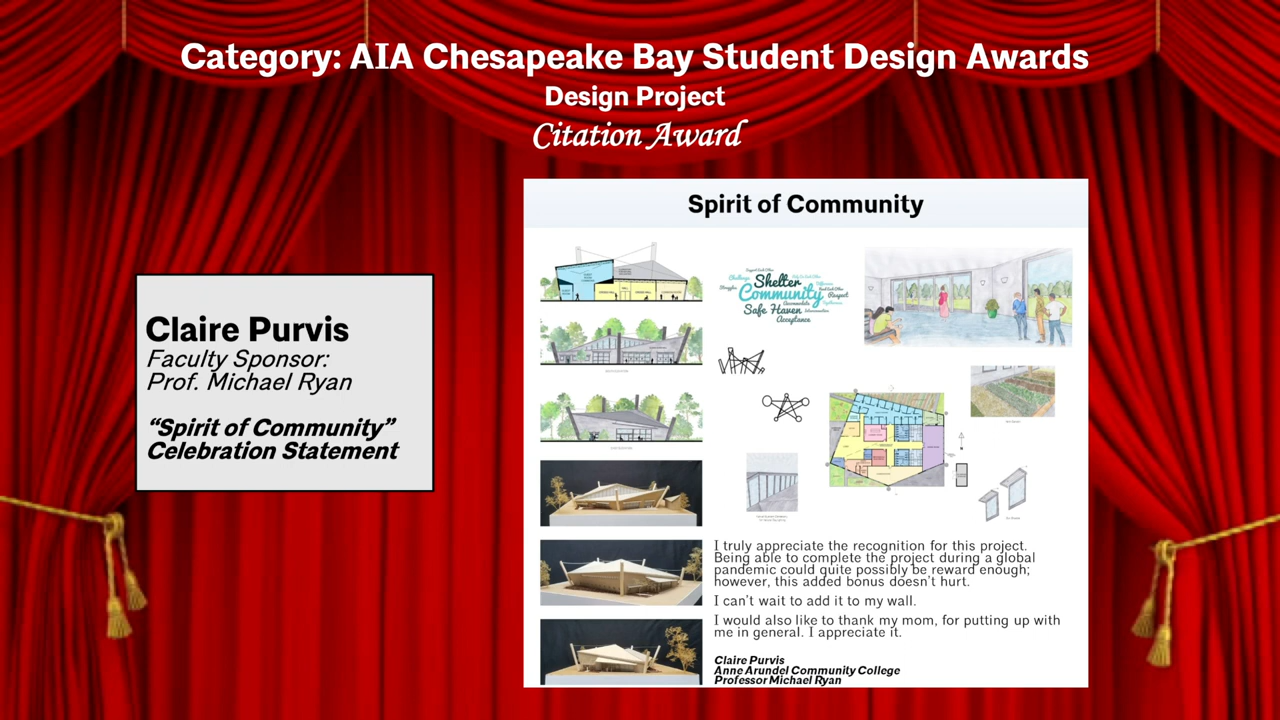 Category: AIA Chesapeake Bay Student Design Awards
Design Project
Citation Award
Claire Purvis
Faculty Sponsor:
Prof. Michael Ryan
“Spirit of Community”
Celebration Statement
Spirit of Community
Shelter
Community
Respect
Safe Haven
Acceptance
I truly appreciate the recognition for this project.
Being able to complete the project during a global
pandemic could quite possibly be reward enough;
however, this added bonus doesn’t hurt.
I can’t wait to add it to my wall.
I would also like to thank my mom, for putting up with
me in general. I appreciate it.
Claire Purvis
Anne Arundel Community College
Professor Michael Ryan